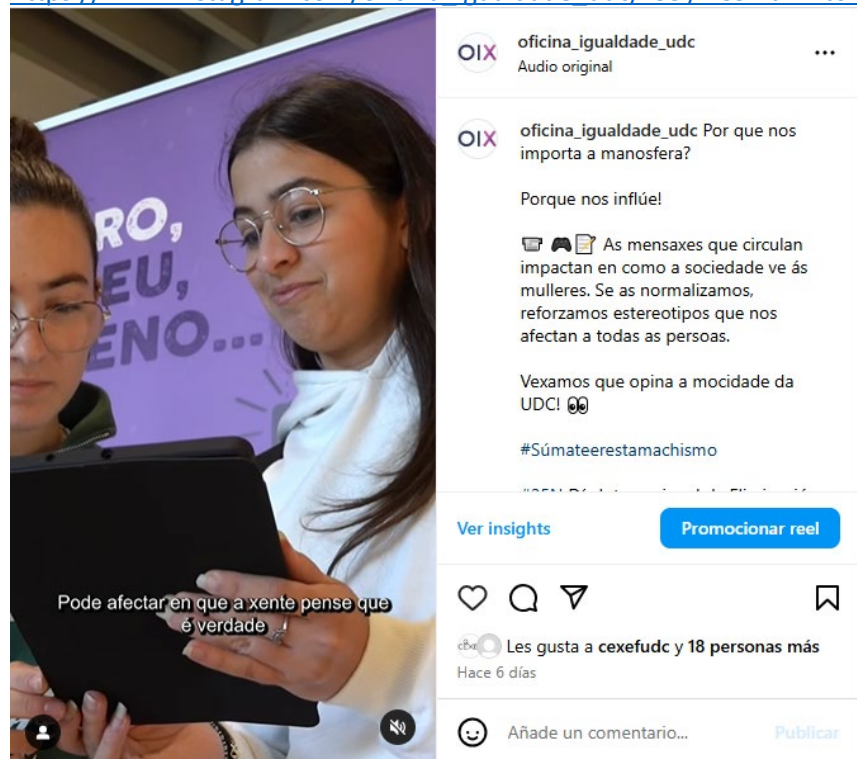 oficina_igualdade_udc
Audio original
OIX
RO,
EU,
ENO...
Pode afectar en que a xente pense que
é verdade
OIX
oficina_igualdade_udc Por que nos
importa a manosfera?
Porque nos inflúe!
As mensaxes que circulan
impactan en como a sociedade ve ás
mulleres. Se as normalizamos,
reforzamos estereotipos que nos
afectan a todas as persoas.
Vexamos que opina a mocidade da
UDC!
#Súmateerestamachismo
Ver insights
Promocionar reel
Les gusta a cexefudc y 18 personas más
Hace 6 días
Añade un comentario...
Publicar